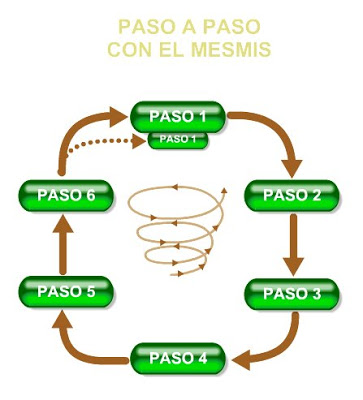 PASO A PASO
CON EL MESMIS
PASO 1
PASO 1
PASO 2
PASO 3
PASO 4
PASO 5
PASO 6